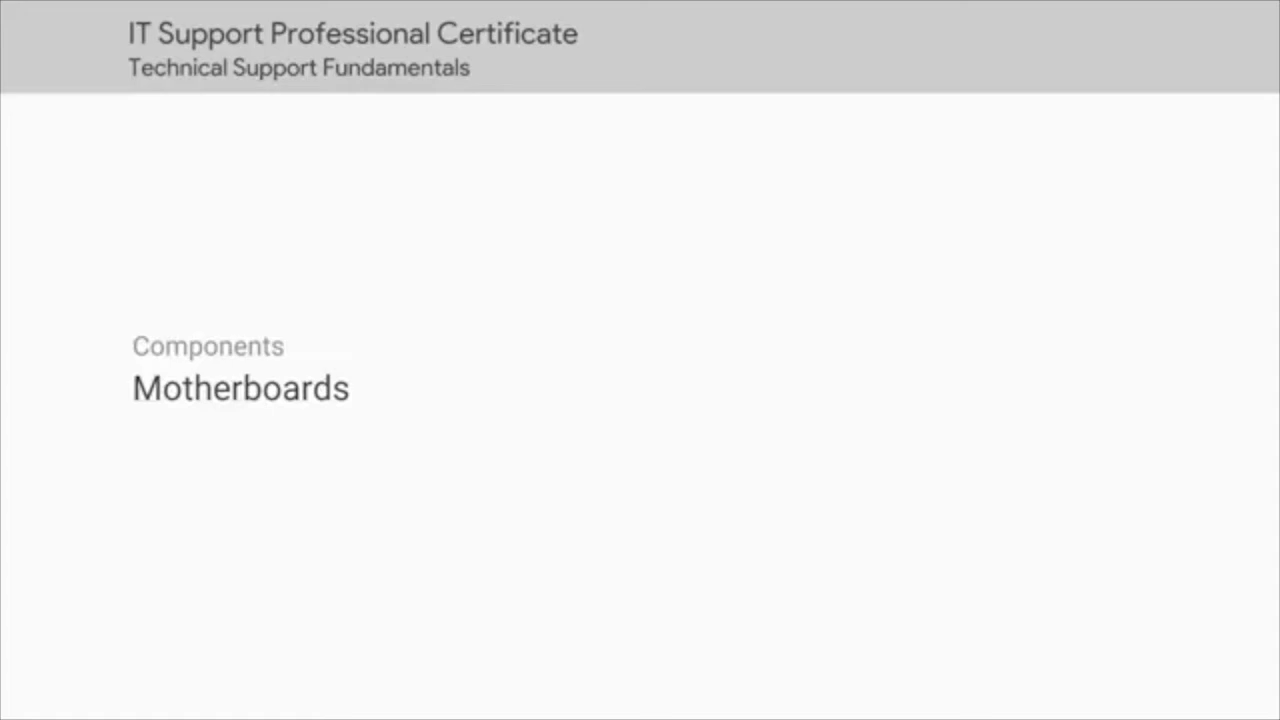 IT Support Professional Certificate
Technical Support Fundamentals
Components
Motherboards